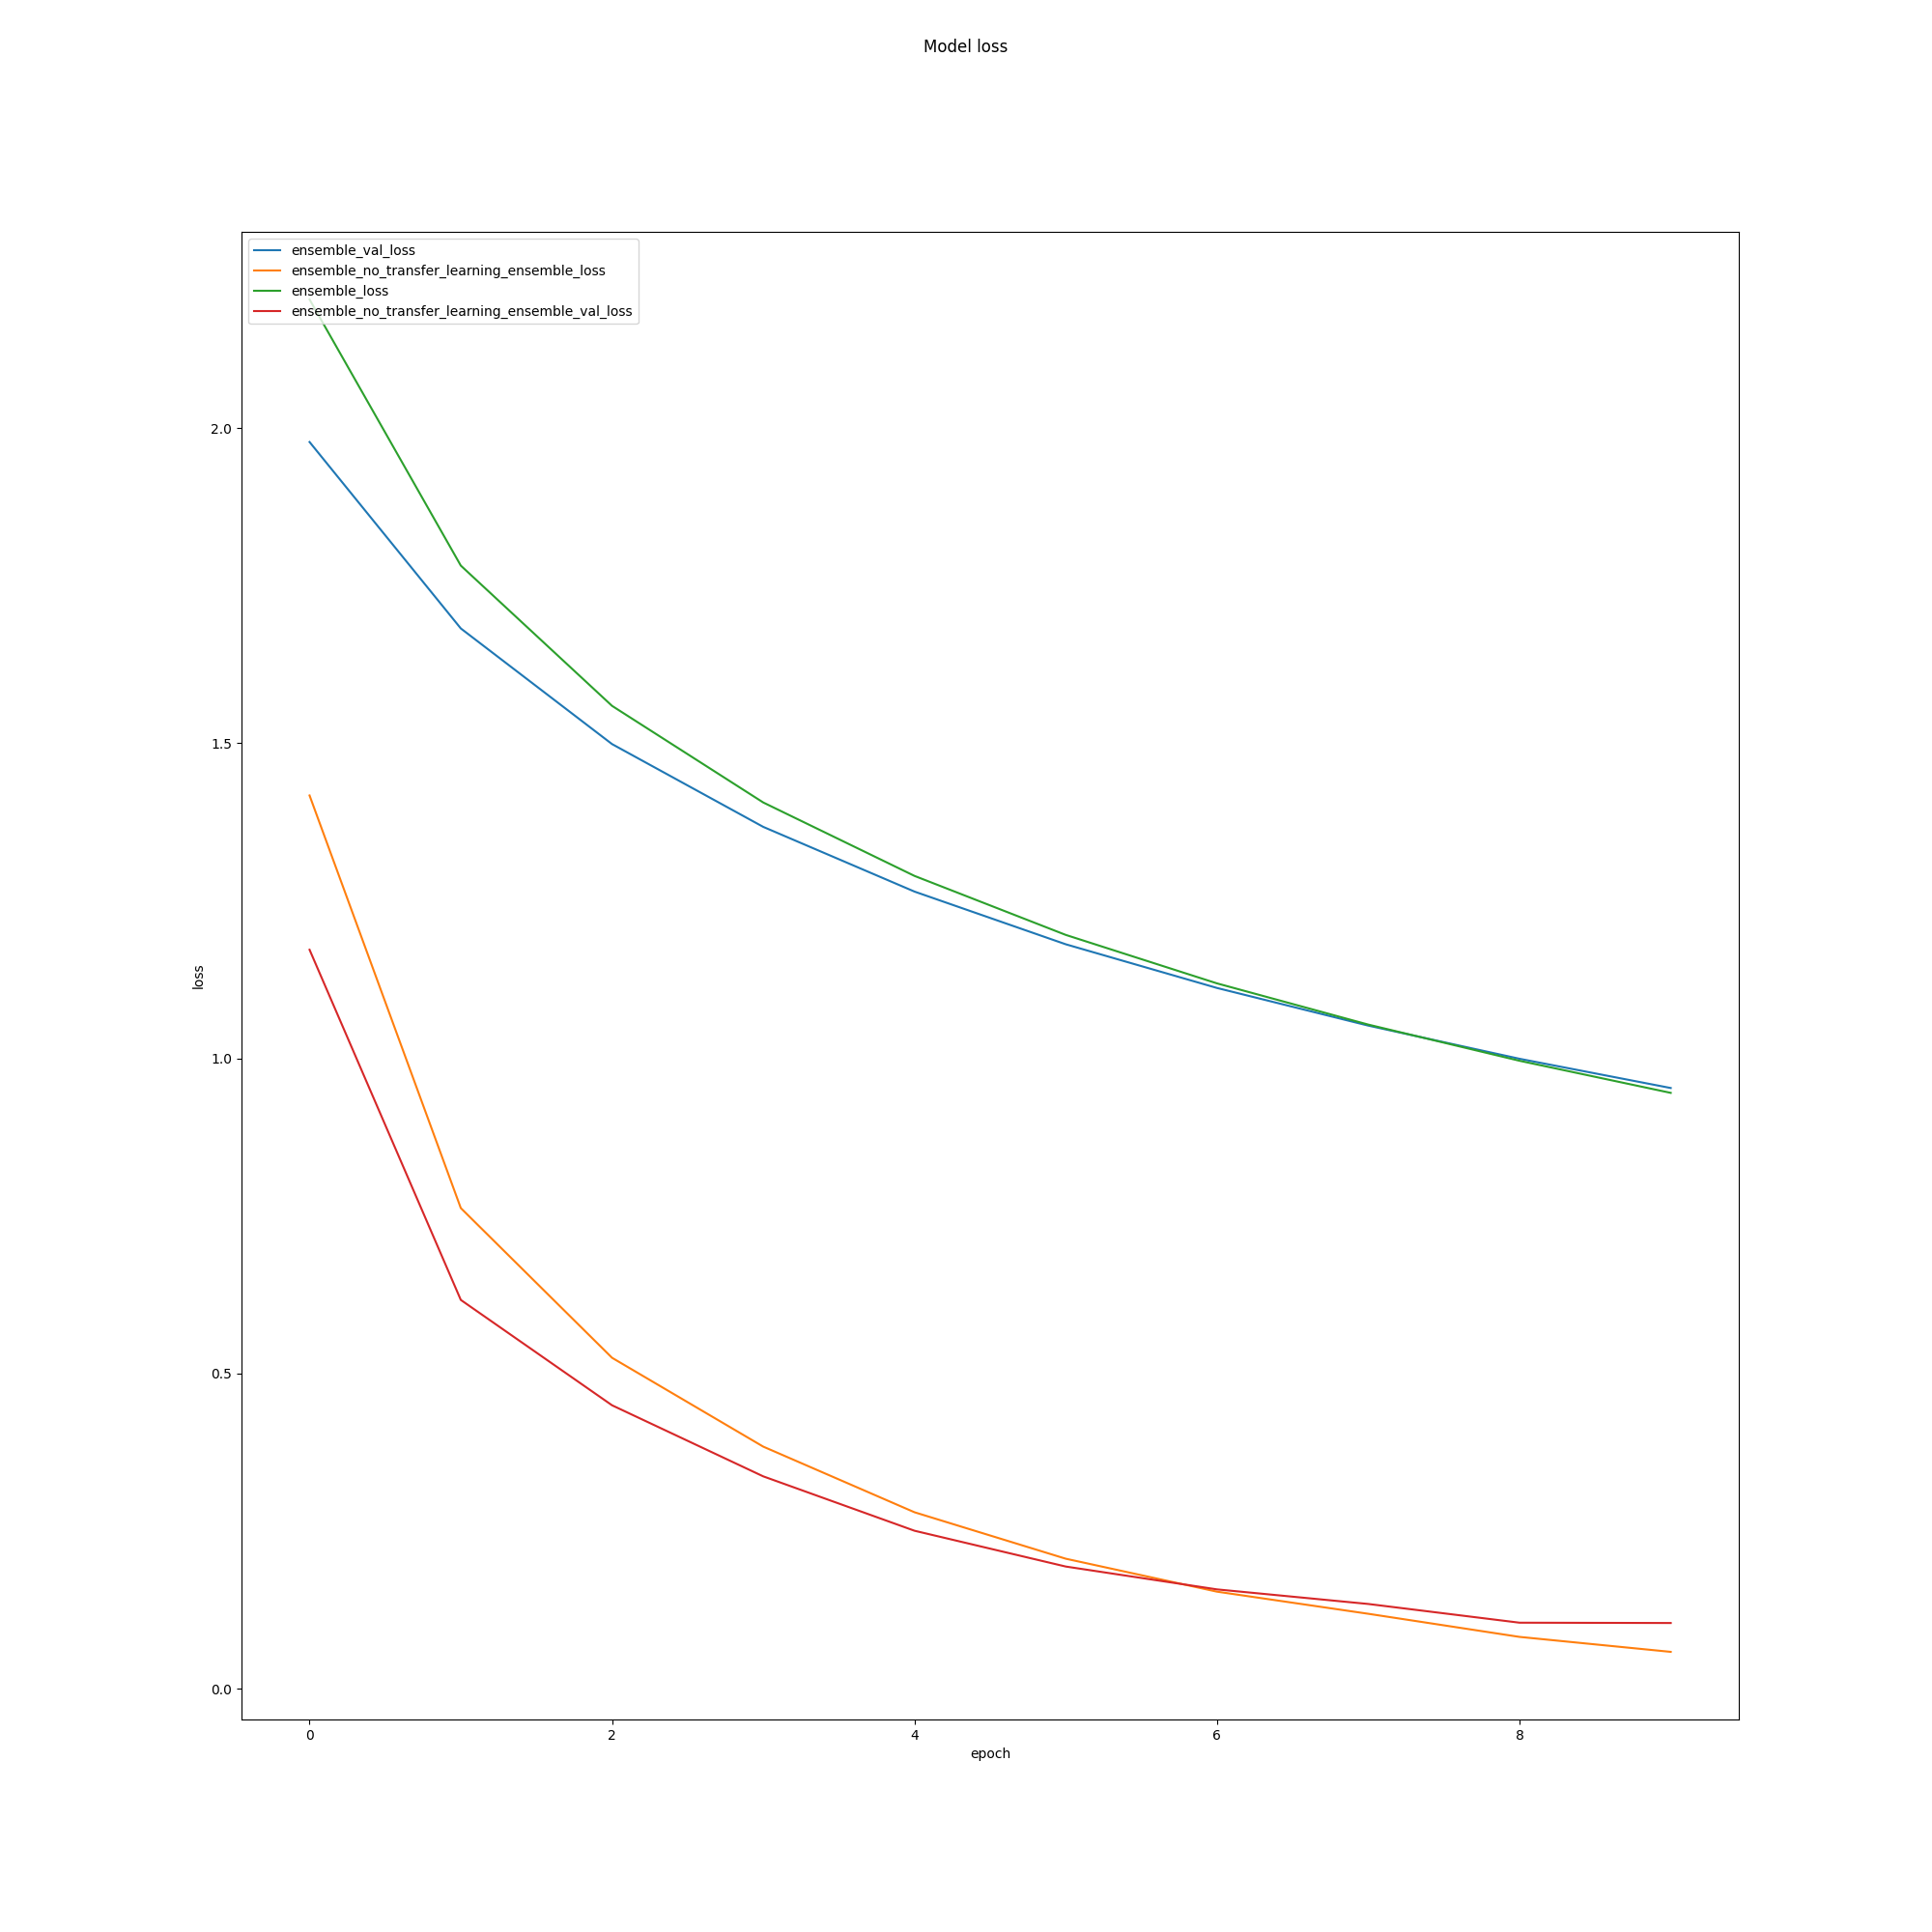 Model loss
ensemble_val_loss
ensemble_no_transfer_learning_ensemble_loss
ensemble_loss
ensemble_no_transfer_learning_ensemble_val_loss
2.0
1.5
1.0
0.5
0.0
loss
0 2 4 6 8
epoch